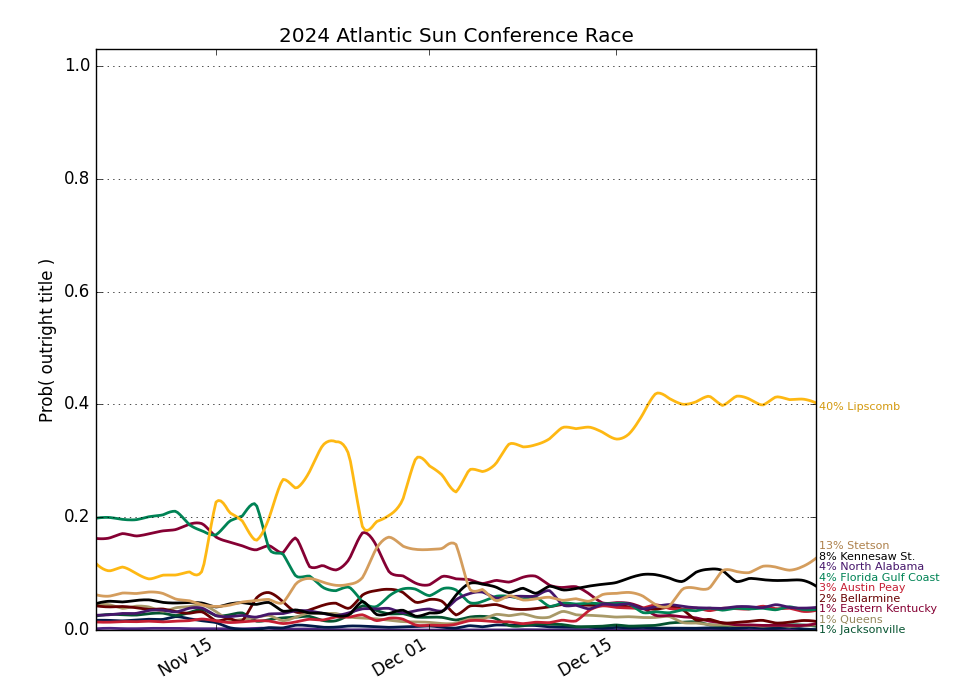 2024 Atlantic Sun Conference Race
Prob( outright title )
1.0
0.8
0.6
0.4
0.2
0.0
Nov 15
Dec 01
Dec 15
40% Lipscomb
13% Stetson
8% Kennesaw St.
4% North Alabama
4% Florida Gulf Coast
3% Austin Peay
2% Bellarmine
1% Eastern Kentucky
1% Queens
1% Jacksonville